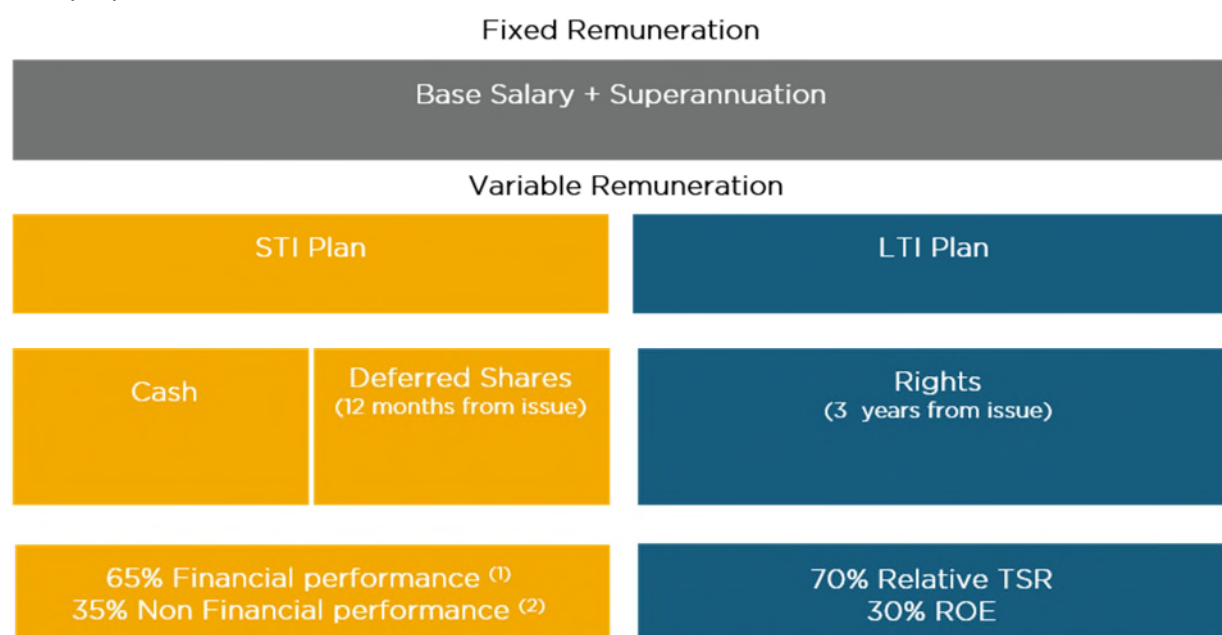 Fixed Remuneration
Base Salary + Superannuation
Variable Remuneration
STI Plan
LTI Plan
Cash
Deferred Shares
(12 months from issue)
Rights
(3 years from issue)
65% Financial performance (1)
35% Non Financial performance (2)
70% Relative TSR
30% ROE